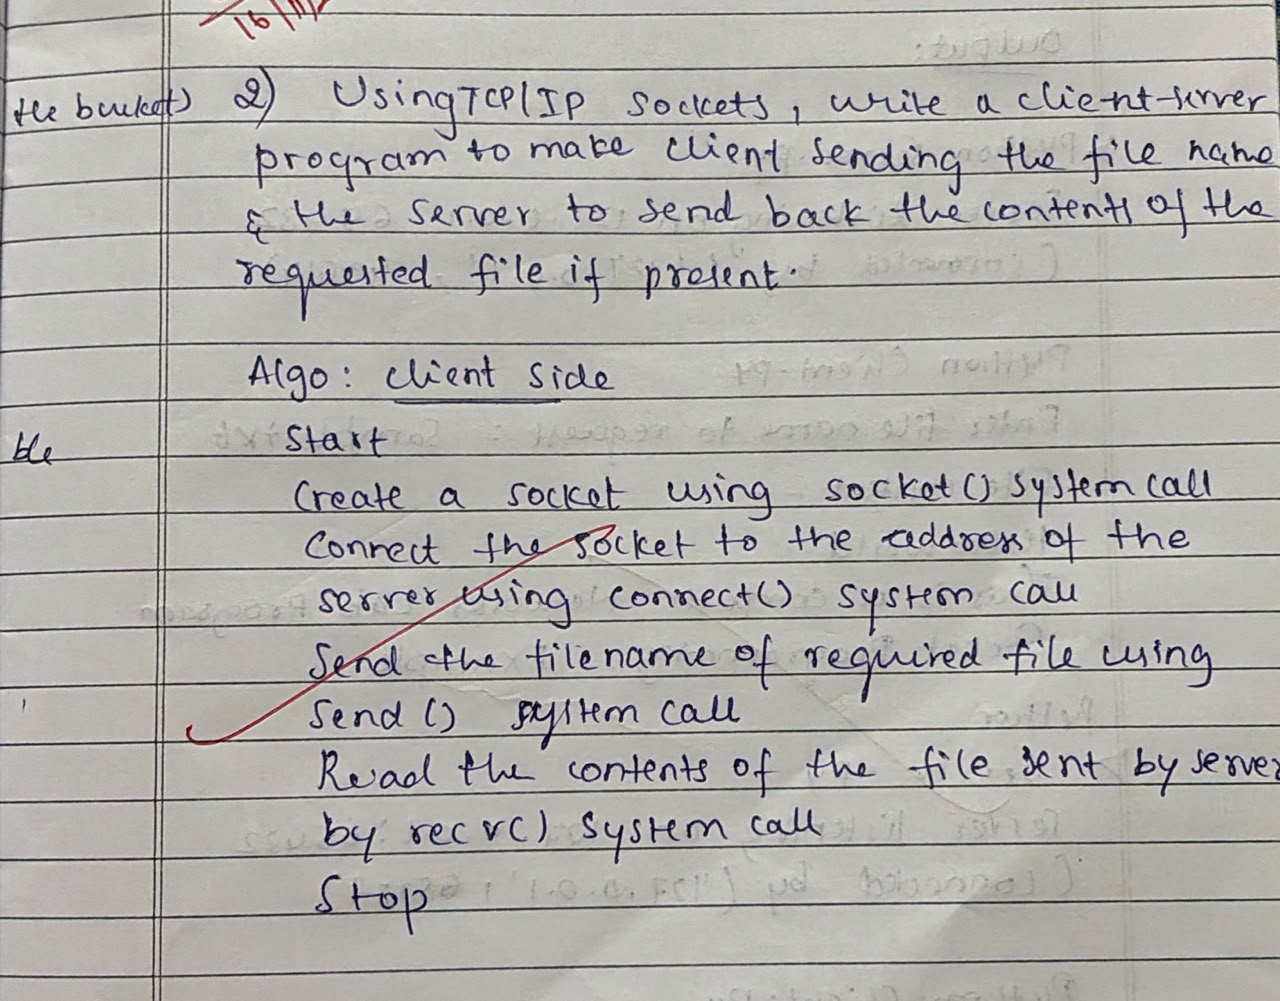 16/11/
the bucket)
2) Using TCP/IP sockets, write a client-server
program to make client sending the file name
& the server to send back the contents of the
requested file if present.
Algo: client side
Start
ble
Create a socket using socket() system call
Connect the socket to the address of the
server using connect() system call
Send the filename of required file using
send() system call
Read the contents of the file sent by server
by recv() system call
Stop